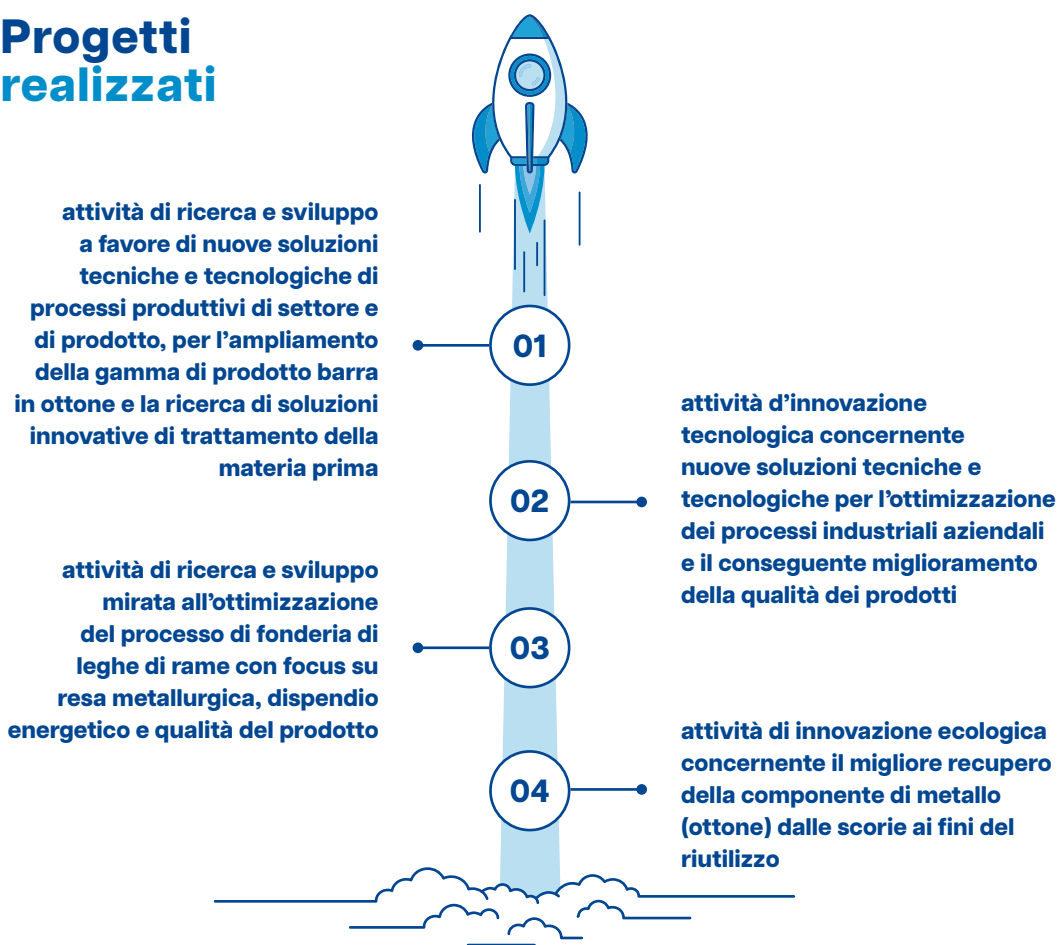 Progetti
realizzati
attività di ricerca e sviluppo
a favore di nuove soluzioni
tecniche e tecnologiche di
processi produttivi di settore e
di prodotto, per l’ampliamento
della gamma di prodotto barra
in ottone e la ricerca di soluzioni
innovative di trattamento della
materia prima
01
02
attività d’innovazione
tecnologica concernente
nuove soluzioni tecniche e
tecnologiche per l’ottimizzazione
dei processi industriali aziendali
e il conseguente miglioramento
della qualità dei prodotti
attività di ricerca e sviluppo
mirata all’ottimizzazione
del processo di fonderia di
leghe di rame con focus su
resa metallurgica, dispendio
energetico e qualità del prodotto
03
04
attività di innovazione ecologica
concernente il migliore recupero
della componente di metallo
(ottone) dalle scorie ai fini del
riutilizzo